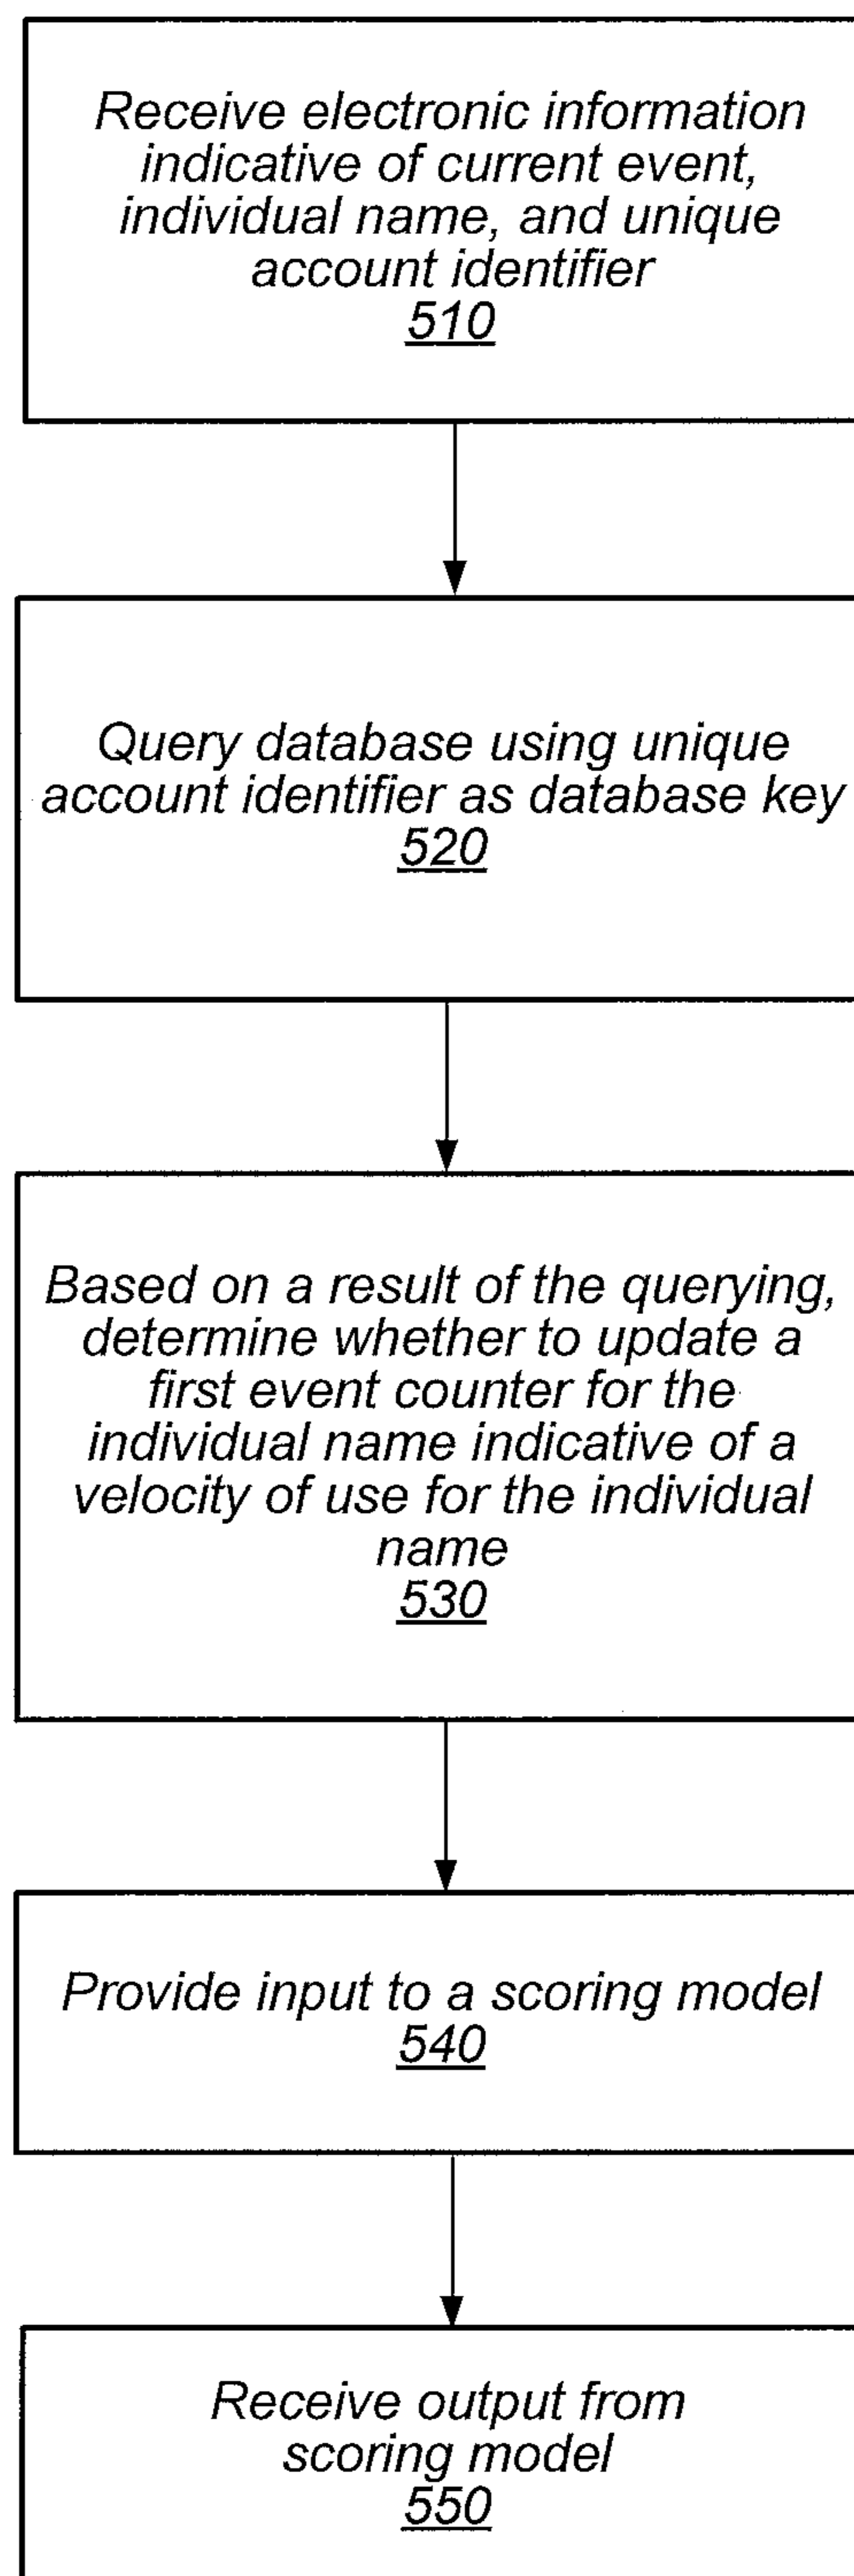 Receive electronic information
indicative of current event,
individual name, and unique
account identifier
510
Query database using unique
account identifier as database key
520
Based on a result of the querying,
determine whether to update a
first event counter for the
individual name indicative of a
velocity of use for the individual
name
530
Provide input to a scoring model
540
Receive output from
scoring model
550